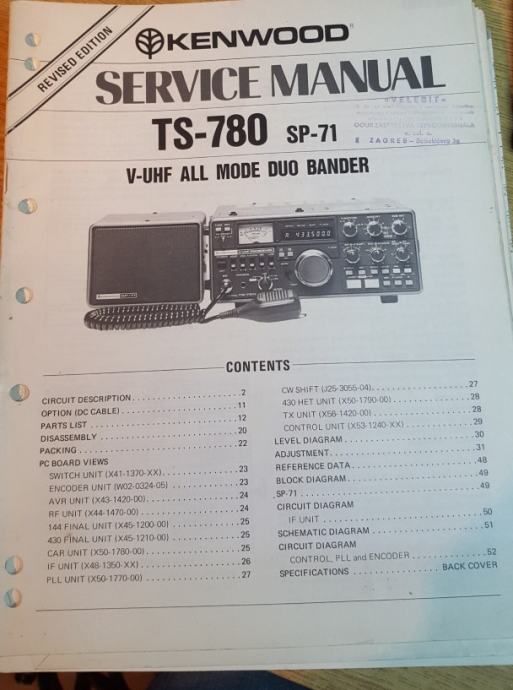 REVISED EDITION
KENWOOD
SERVICE MANUAL
TS-780 SP-71
"VELEBIT"
ZAGREB -
V-UHF ALL MODE DUO BANDER
433.500.0
CONTENTS
CIRCUIT DESCRIPTION 2
OPTION (DC CABLE) 11
PARTS LIST 12
DISASSEMBLY 20
PACKING 22
PC BOARD VIEWS
SWITCH UNIT (X41-1370-XX) 23
ENCODER UNIT (W02-0324-05) 23
AVR UNIT (X43-1420-00) 24
RF UNIT (X44-1470-00) 24
144 FINAL UNIT (X45-1200-00) 25
430 FINAL UNIT (X45-1210-00) 25
CAR UNIT (X50-1780-00) 25
IF UNIT (X48-1350-XX) 26
PLL UNIT (X50-1770-00) 27
CW SHIFT (J25-3055-04) 27
430 HET UNIT (X50-1790-00) 28
TX UNIT (X56-1420-00) 28
CONTROL UNIT (X53-1240-XX) 29
LEVEL DIAGRAM 30
ADJUSTMENT 31
REFERENCE DATA 48
BLOCK DIAGRAM 49
SP-71 49
CIRCUIT DIAGRAM
IF UNIT 50
SCHEMATIC DIAGRAM 51
CIRCUIT DIAGRAM
CONTROL, PLL and ENCODER 52
SPECIFICATIONS BACK COVER